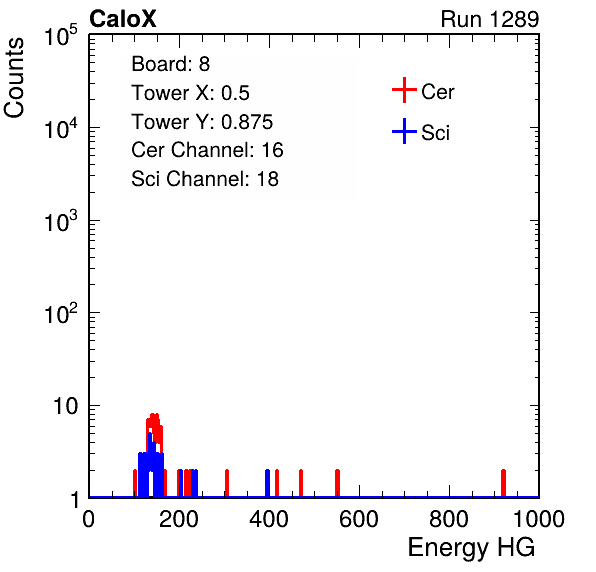 CaloX Run 1289
Counts
10^5
10^4
10^3
10^2
10
1
Board: 8
Tower X: 0.5
Tower Y: 0.875
Cer Channel: 16
Sci Channel: 18
Cer
Sci
0 200 400 600 800 1000
Energy HG